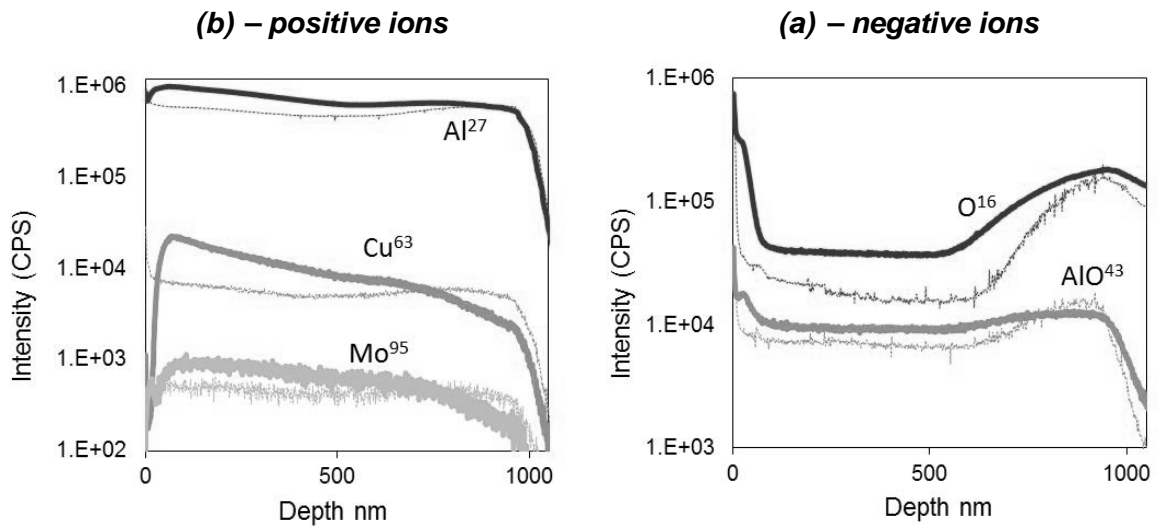 (b) – positive ions
1.E+06
1.E+05
1.E+04
1.E+03
1.E+02
Intensity (CPS)
Al27
Cu63
Mo95
0
500
1000
Depth nm
(a) – negative ions
1.E+06
1.E+05
1.E+04
1.E+03
Intensity (CPS)
O16
AlO43
0
500
1000
Depth nm